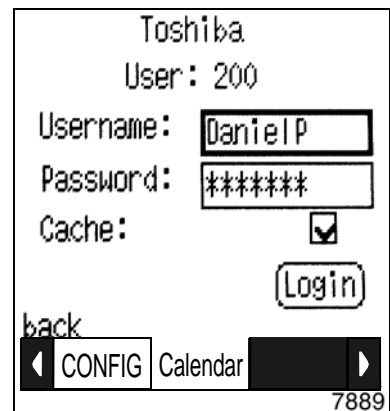 Toshiba
User: 200
Username: DanielP
Password: *******
Cache:
Login
back
CONFIG Calendar
7889